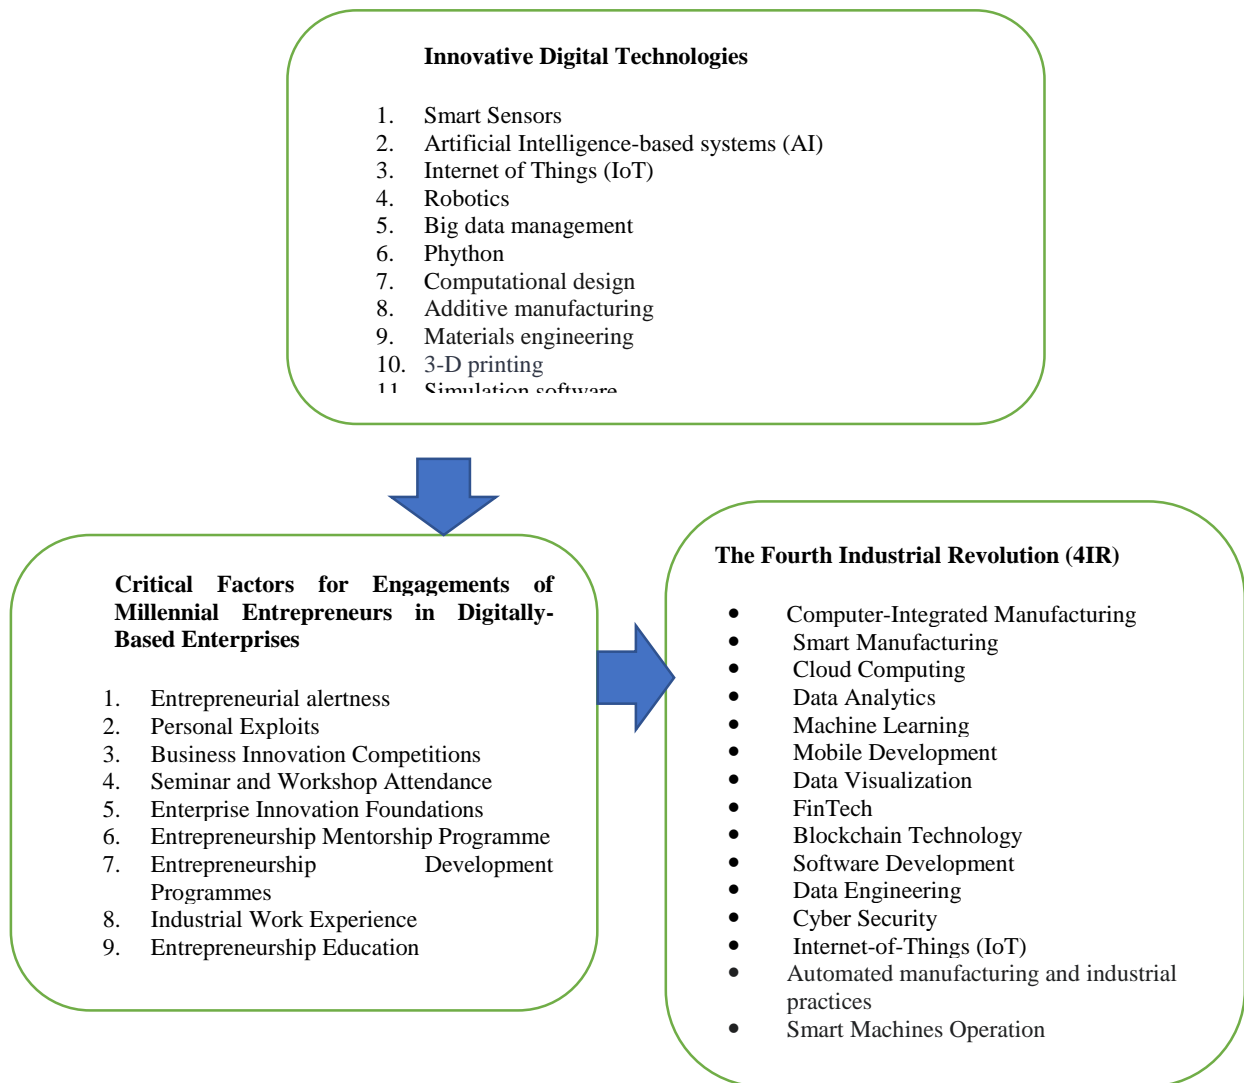 Innovative Digital Technologies
1. Smart Sensors
2. Artificial Intelligence-based systems (AI)
3. Internet of Things (IoT)
4. Robotics
5. Big data management
6. Phython
7. Computational design
8. Additive manufacturing
9. Materials engineering
10. 3-D printing
11. Simulation software
Critical Factors for Engagements of
Millennial Entrepreneurs in Digitally-
Based Enterprises
1. Entrepreneurial alertness
2. Personal Exploits
3. Business Innovation Competitions
4. Seminar and Workshop Attendance
5. Enterprise Innovation Foundations
6. Entrepreneurship Mentorship Programme
7. Entrepreneurship Development
Programmes
8. Industrial Work Experience
9. Entrepreneurship Education
The Fourth Industrial Revolution (4IR)
• Computer-Integrated Manufacturing
• Smart Manufacturing
• Cloud Computing
• Data Analytics
• Machine Learning
• Mobile Development
• Data Visualization
• FinTech
• Blockchain Technology
• Software Development
• Data Engineering
• Cyber Security
• Internet-of-Things (IoT)
• Automated manufacturing and industrial
practices
• Smart Machines Operation